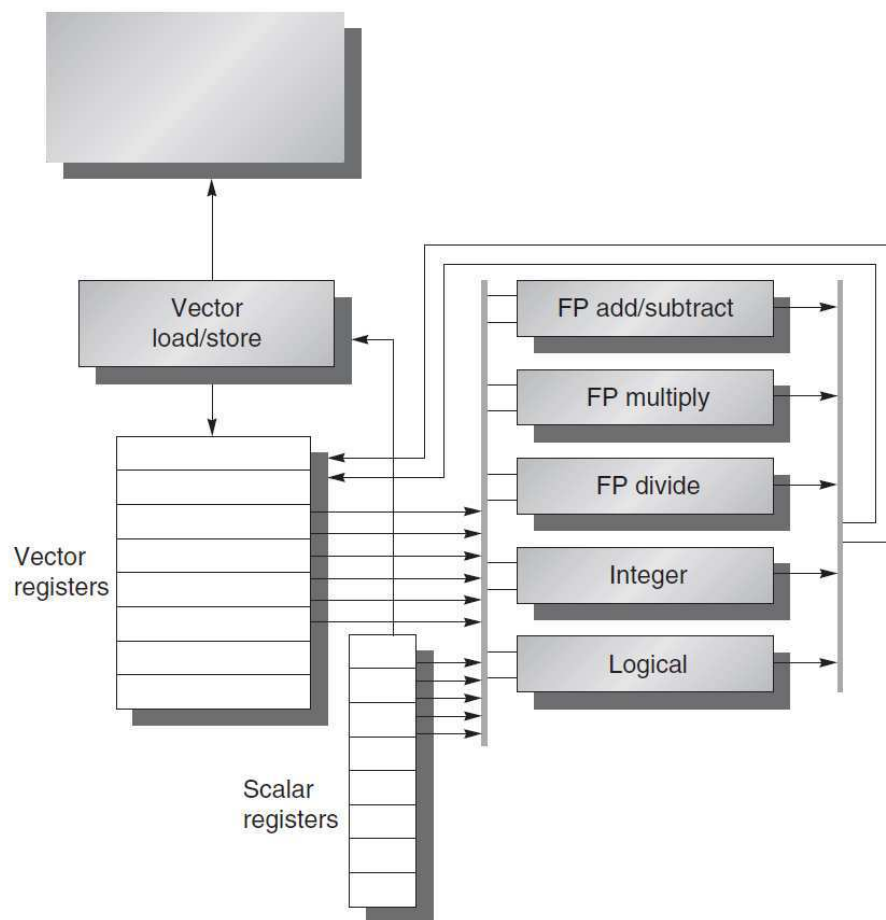 Vector
load/store
FP add/subtract
FP multiply
FP divide
Integer
Logical
Vector
registers
Scalar
registers